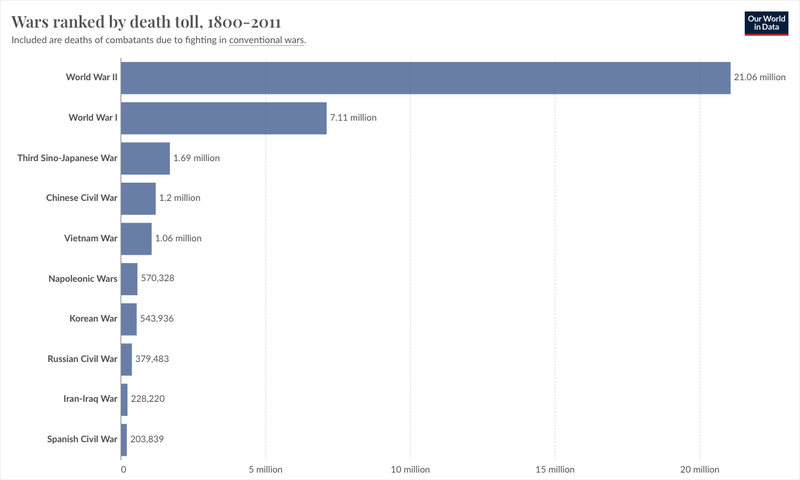 Wars ranked by death toll, 1800-2011
Our World
in Data
Included are deaths of combatants due to fighting in conventional wars.
World War II 21.06 million
World War I 7.11 million
Third Sino-Japanese War 1.69 million
Chinese Civil War 1.2 million
Vietnam War 1.06 million
Napoleonic Wars 570,328
Korean War 543,936
Russian Civil War 379,483
Iran-Iraq War 228,220
Spanish Civil War 203,839
0 5 million 10 million 15 million 20 million